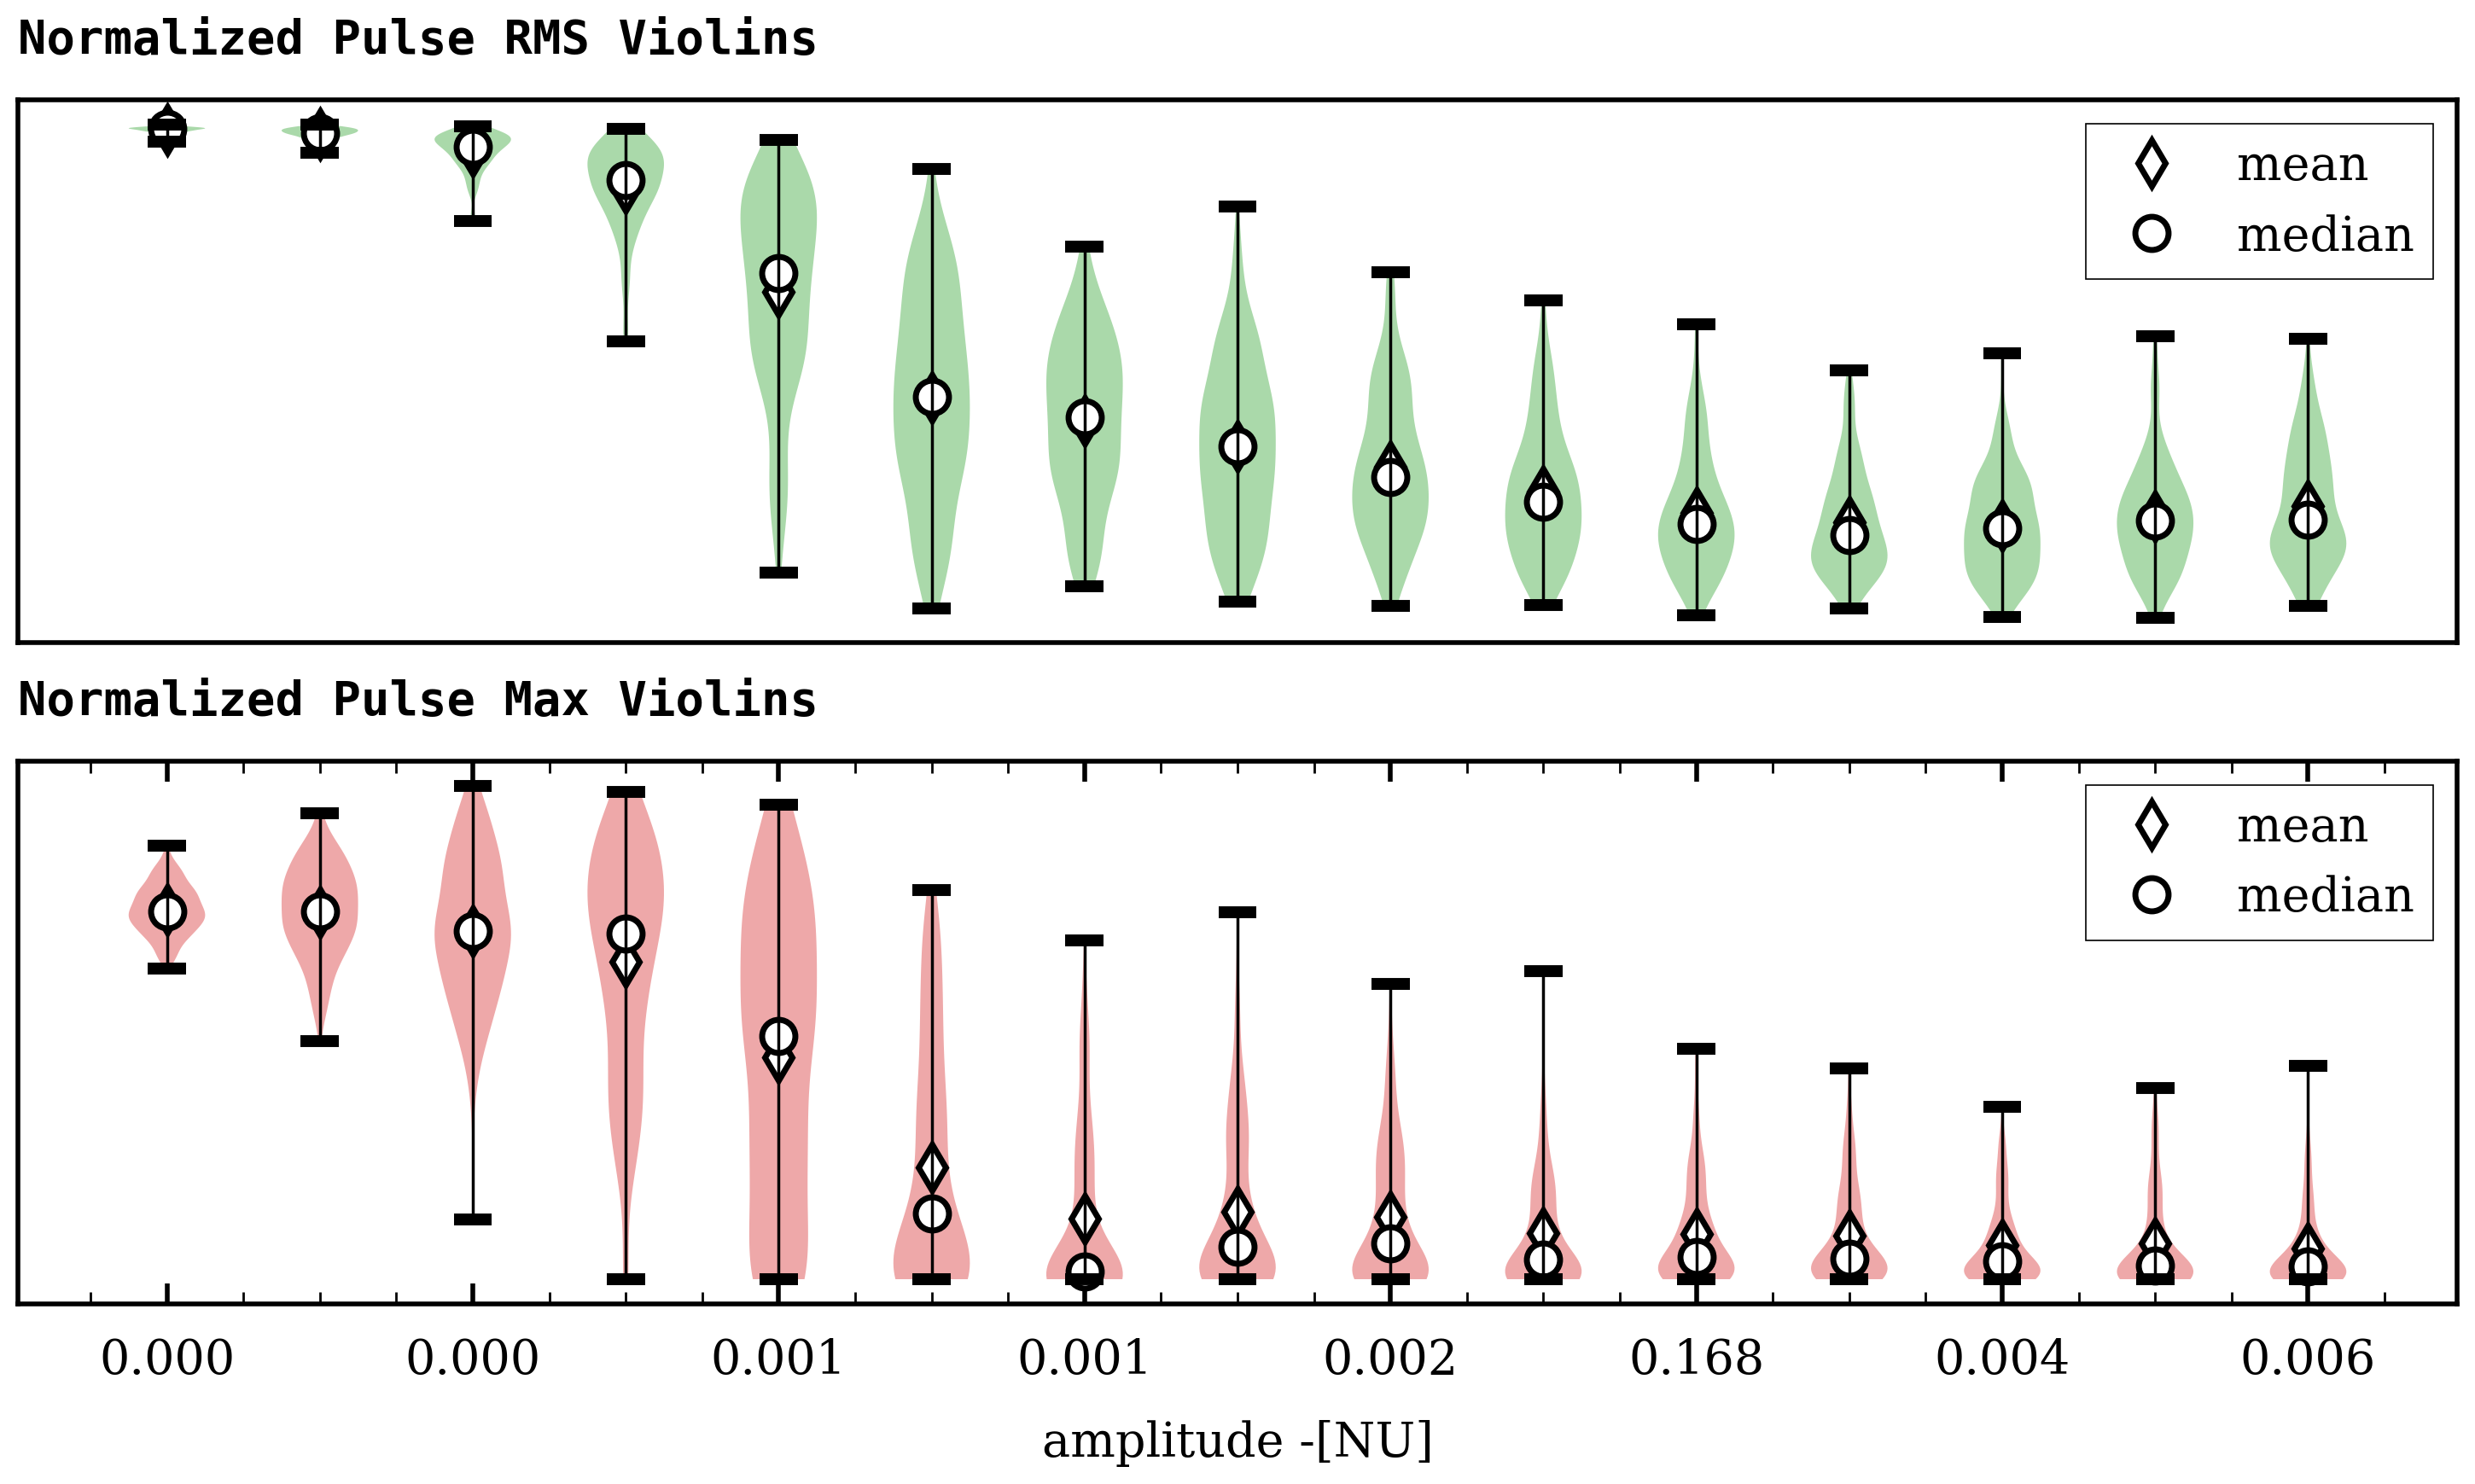 Normalized Pulse RMS Violins
mean
median
Normalized Pulse Max Violins
mean
median
0.000 0.000 0.001 0.001 0.002 0.168 0.004 0.006
amplitude -[NU]